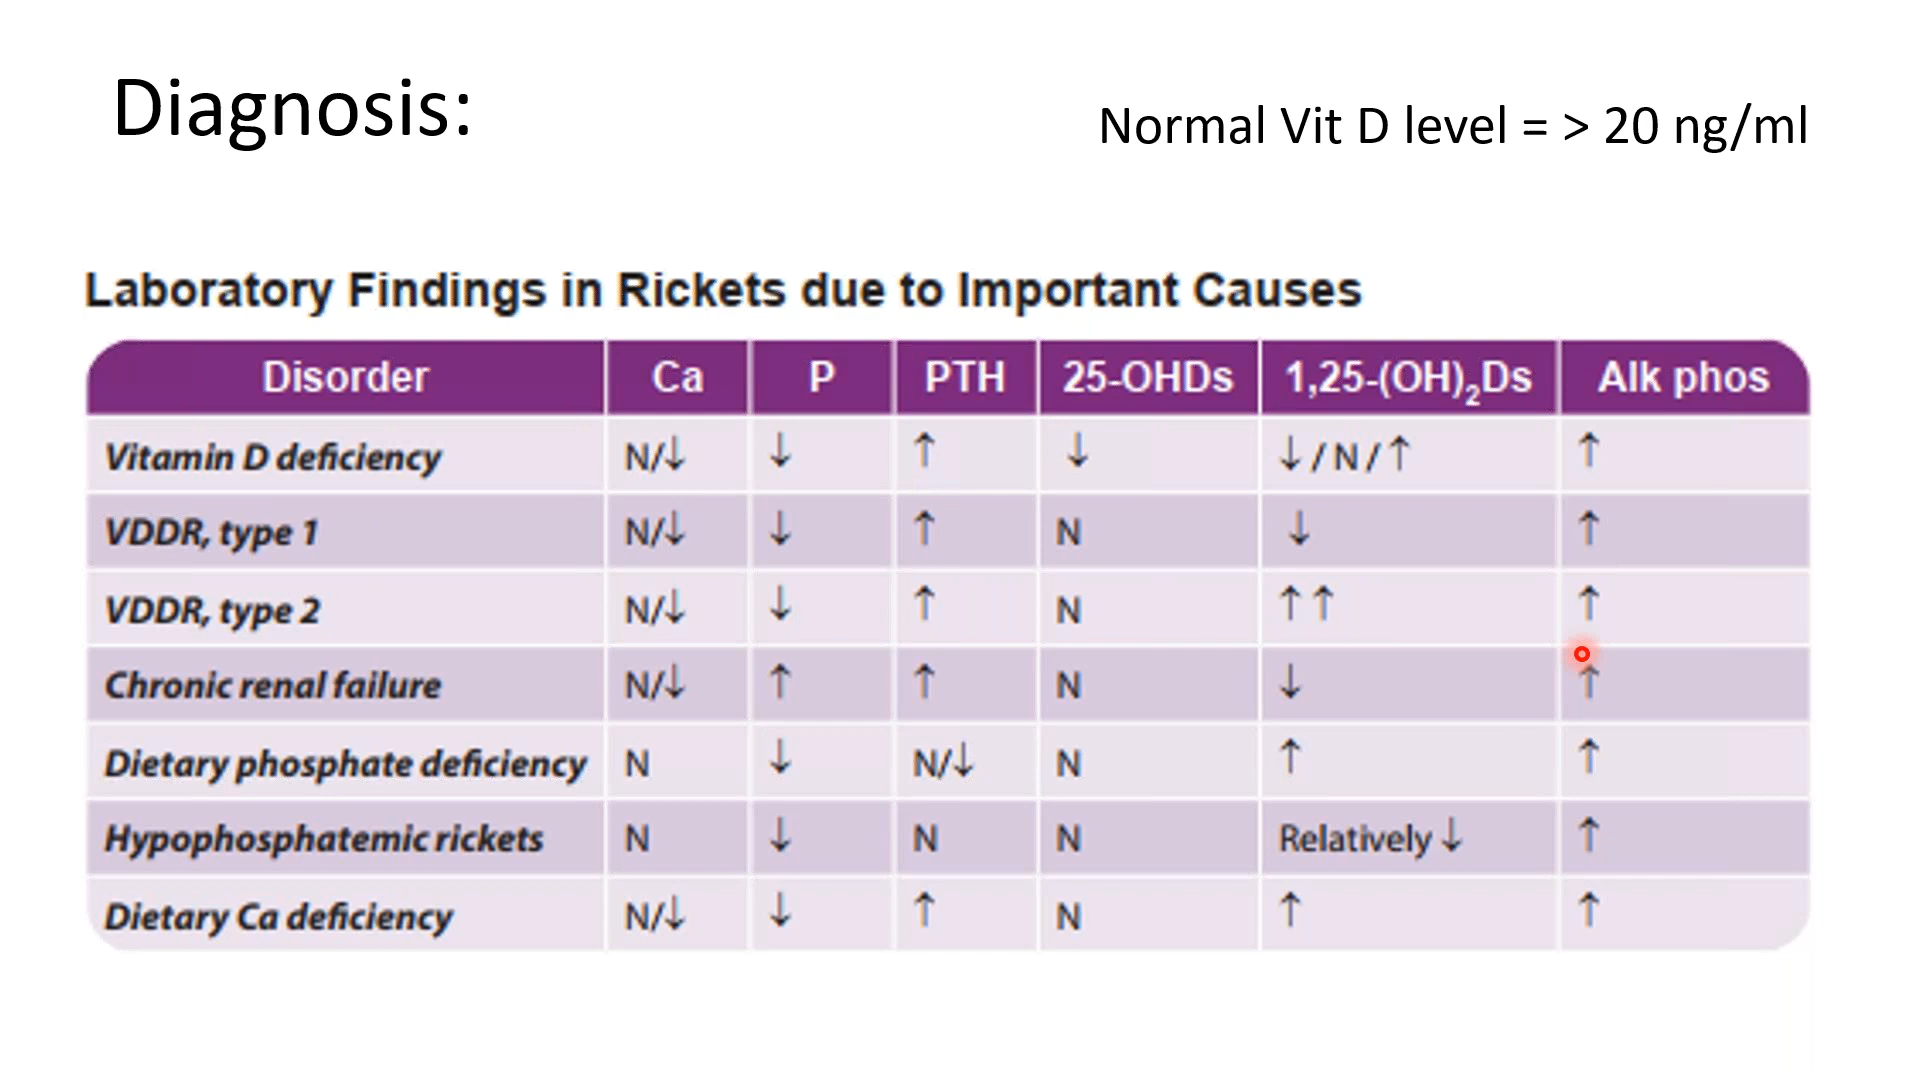 Diagnosis:
Normal Vit D level = > 20 ng/ml
Laboratory Findings in Rickets due to Important Causes
Disorder Ca P PTH 25-OHDs 1,25-(OH)₂Ds Alk phos
Vitamin D deficiency N/↓ ↓ ↑ ↓ ↓/N/↑ ↑
VDDR, type 1 N/↓ ↓ ↑ N ↓ ↑
VDDR, type 2 N/↓ ↓ ↑ N ↑↑ ↑
Chronic renal failure N/↓ ↑ ↑ N ↓ ↑
Dietary phosphate deficiency N ↓ N/↓ N ↑ ↑
Hypophosphatemic rickets N ↓ N N Relatively ↓ ↑
Dietary Ca deficiency N/↓ ↓ ↑ N ↑ ↑